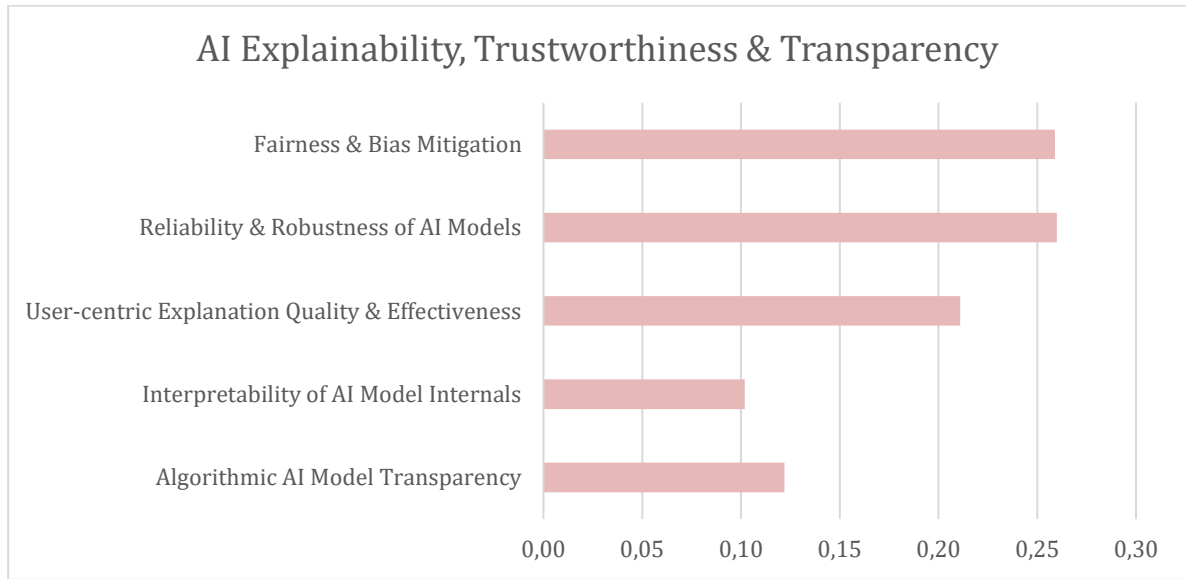 AI Explainability, Trustworthiness & Transparency
Fairness & Bias Mitigation
Reliability & Robustness of AI Models
User-centric Explanation Quality & Effectiveness
Interpretability of AI Model Internals
Algorithmic AI Model Transparency
0,00 0,05 0,10 0,15 0,20 0,25 0,30